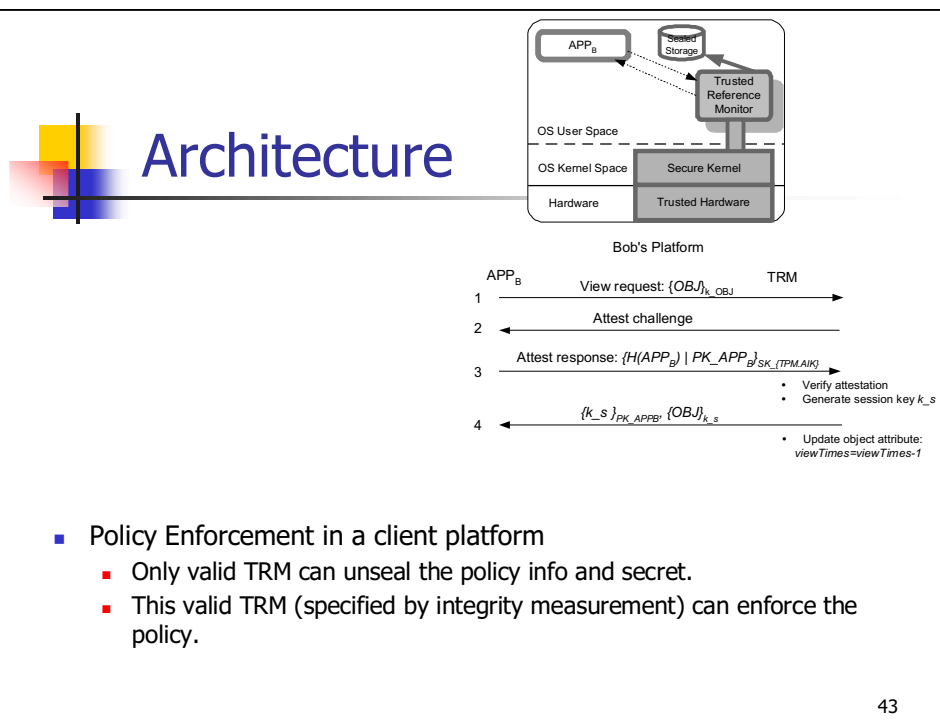 Architecture
APP_B
Sealed
Storage
Trusted
Reference
Monitor
OS User Space
OS Kernel Space
Secure Kernel
Hardware
Trusted Hardware
Bob's Platform
APP_B
TRM
1
View request: {OBJ}_k_OBJ
2
Attest challenge
3
Attest response: {H(APP_B) | PK_APP_B}_SK_{TPM.AIK}
• Verify attestation
• Generate session key k_s
4
{k_s }_PK_APPB, {OBJ}_k_s
• Update object attribute:
viewTimes=viewTimes-1
Policy Enforcement in a client platform
Only valid TRM can unseal the policy info and secret.
This valid TRM (specified by integrity measurement) can enforce the
policy.
43